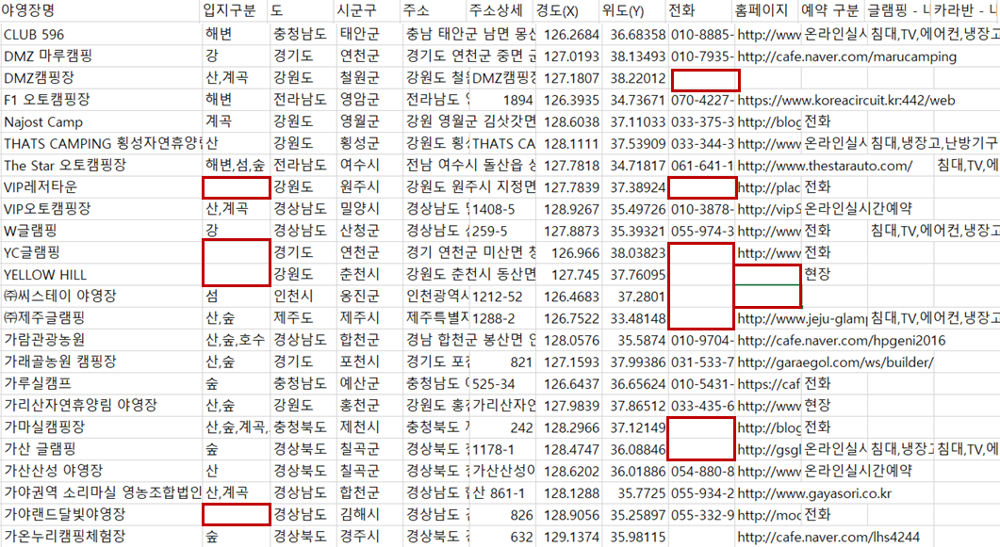 야영장명 입지구분 도 시군구 주소 주소상세 경도(X) 위도(Y) 전화 홈페이지 예약 구분 글램핑 - 카라반 -
CLUB 596 해변 충청남도 태안군 충남 태안군 남면 126.2684 36.68358 010-8885- http://www 온라인실시 침대,TV,에어컨,냉장고
DMZ 마루캠핑 강 경기도 연천군 경기도 연천군 중면 127.0193 38.13493 010-7935- http://cafe.naver.com/marucamping
DMZ캠핑장 산,계곡 강원도 철원군 강원도 철원 DMZ캠핑장 127.1807 38.22012
F1 오토캠핑장 해변 전라남도 영암군 전라남도 1894 126.3935 34.73671 070-4227- https://www.koreacircuit.kr:442/web
Najost Camp 계곡 강원도 영월군 강원 영월군 김삿갓면 128.6038 37.11033 033-375-3 http://blog 전화
THATS CAMPING 횡성자연휴양림 산 강원도 횡성군 강원도 횡성 THATS CA 128.1111 37.53909 033-344-3 http://www 온라인실시 침대,냉장고,난방기구
The Star 오토캠핑장 해변,섬,숲 전라남도 여수시 전남 여수시 돌산읍 127.7818 34.71817 061-641-1 http://www.thestarauto.com/ 침대,TV,에
VIP레저타운 강원도 원주시 강원도 원주시 지정면 127.7839 37.38924 http://plac 전화
VIP오토캠핑장 산,계곡 경상남도 밀양시 경상남도 1408-5 128.9267 35.49726 010-3878- http://vip오 온라인실시간예약
W글램핑 강 경상남도 산청군 경상남도 259-5 127.8873 35.39321 055-974-3 http://www 전화 침대,TV,에어컨,냉장고
YC글램핑 경기도 연천군 경기 연천군 미산면 126.966 38.03823 http://www 전화
YELLOW HILL 강원도 춘천시 강원도 춘천시 동산면 127.745 37.76095 현장
㈜씨스테이 야영장 섬 인천시 옹진군 인천광역시 1212-52 126.4683 37.2801
㈜제주글램핑 산,숲 제주도 제주시 제주특별자 1288-2 126.7522 33.48148 http://www.jeju-glamp 침대,TV,에어컨,냉장고
가람관광농원 산,숲,호수 경상남도 합천군 경남 합천군 봉산면 128.0576 35.5874 010-9704- http://cafe.naver.com/hpgeni2016
가래골농원 캠핑장 산,숲 경기도 포천시 경기도 포천 821 127.1593 37.99386 031-533-7 http://garaegol.com/ws/builder/
가루실캠프 숲 충청남도 예산군 충청남도 525-34 126.6437 36.65624 010-5431- https://caf 전화
가리산자연휴양림 야영장 산,숲 강원도 홍천군 강원도 홍천 가리산자연 127.9839 37.86512 033-435-6 http://www 현장
가마실캠핑장 산,숲,계곡, 충청북도 제천시 충청북도 242 128.2966 37.12149 http://blog 전화
가산 글램핑 숲 경상북도 칠곡군 경상북도 1178-1 128.4747 36.08846 http://gsgl 온라인실시 침대,냉장고 침대,TV,에
가산산성 야영장 산 경상북도 칠곡군 경상북도 가산산성야 128.6202 36.01886 054-880-8 http://www 온라인실시간예약
가야권역 소리마실 영농조합법인 산,계곡 경상남도 합천군 경상남도 산 861-1 128.1288 35.7725 055-934-2 http://www.gayasori.co.kr
가야랜드달빛야영장 경상남도 김해시 경상남도 826 128.9056 35.25897 055-332-9 http://moo 전화
가온누리캠핑체험장 숲 경상북도 경주시 경상북도 632 129.1374 35.98115 http://cafe.naver.com/lhs4244